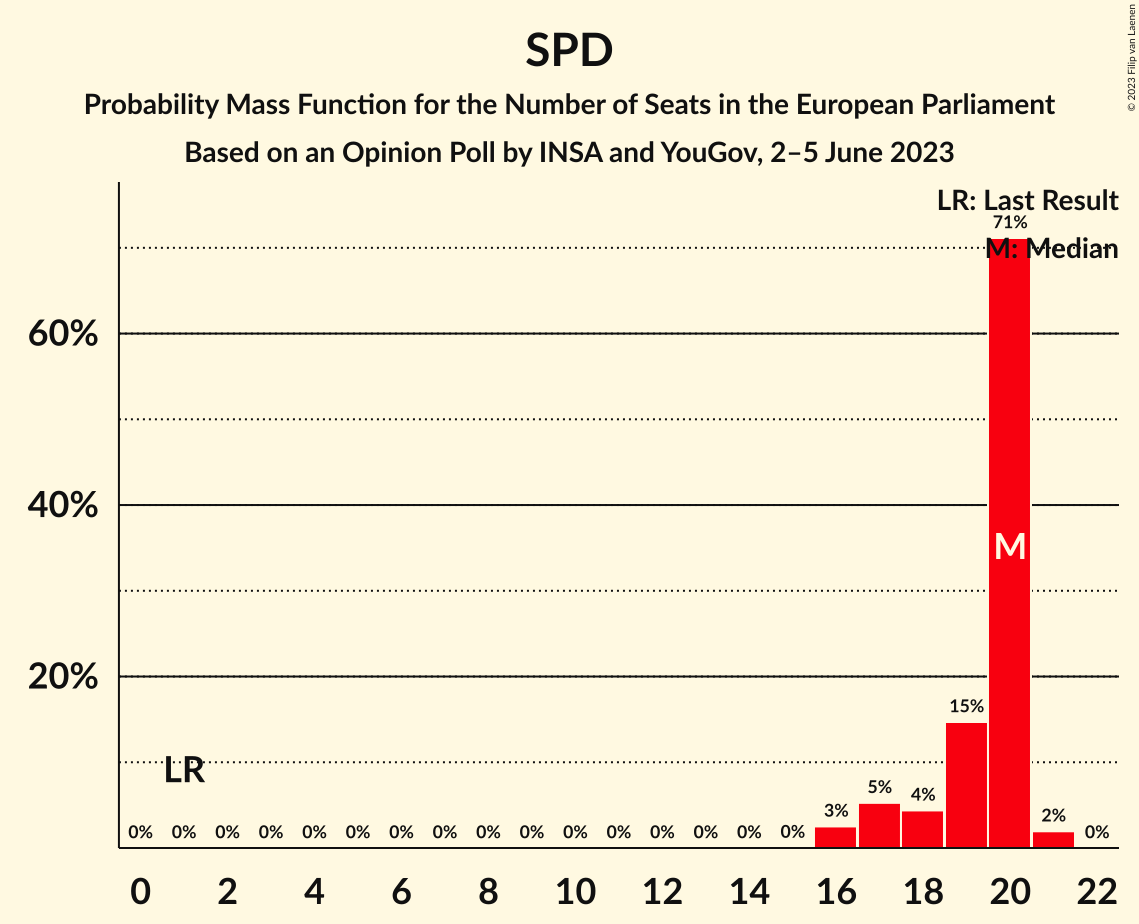 SPD
Probability Mass Function for the Number of Seats in the European Parliament
Based on an Opinion Poll by INSA and YouGov, 2–5 June 2023
© 2023 Filip van Laenen
LR: Last Result
71%
M: Median
60%
40%
M
20%
15%
LR
5%
4%
3%
2%
0% 0% 0% 0% 0% 0% 0% 0% 0% 0% 0% 0% 0% 0% 0% 0% 0%
0 2 4 6 8 10 12 14 16 18 20 22